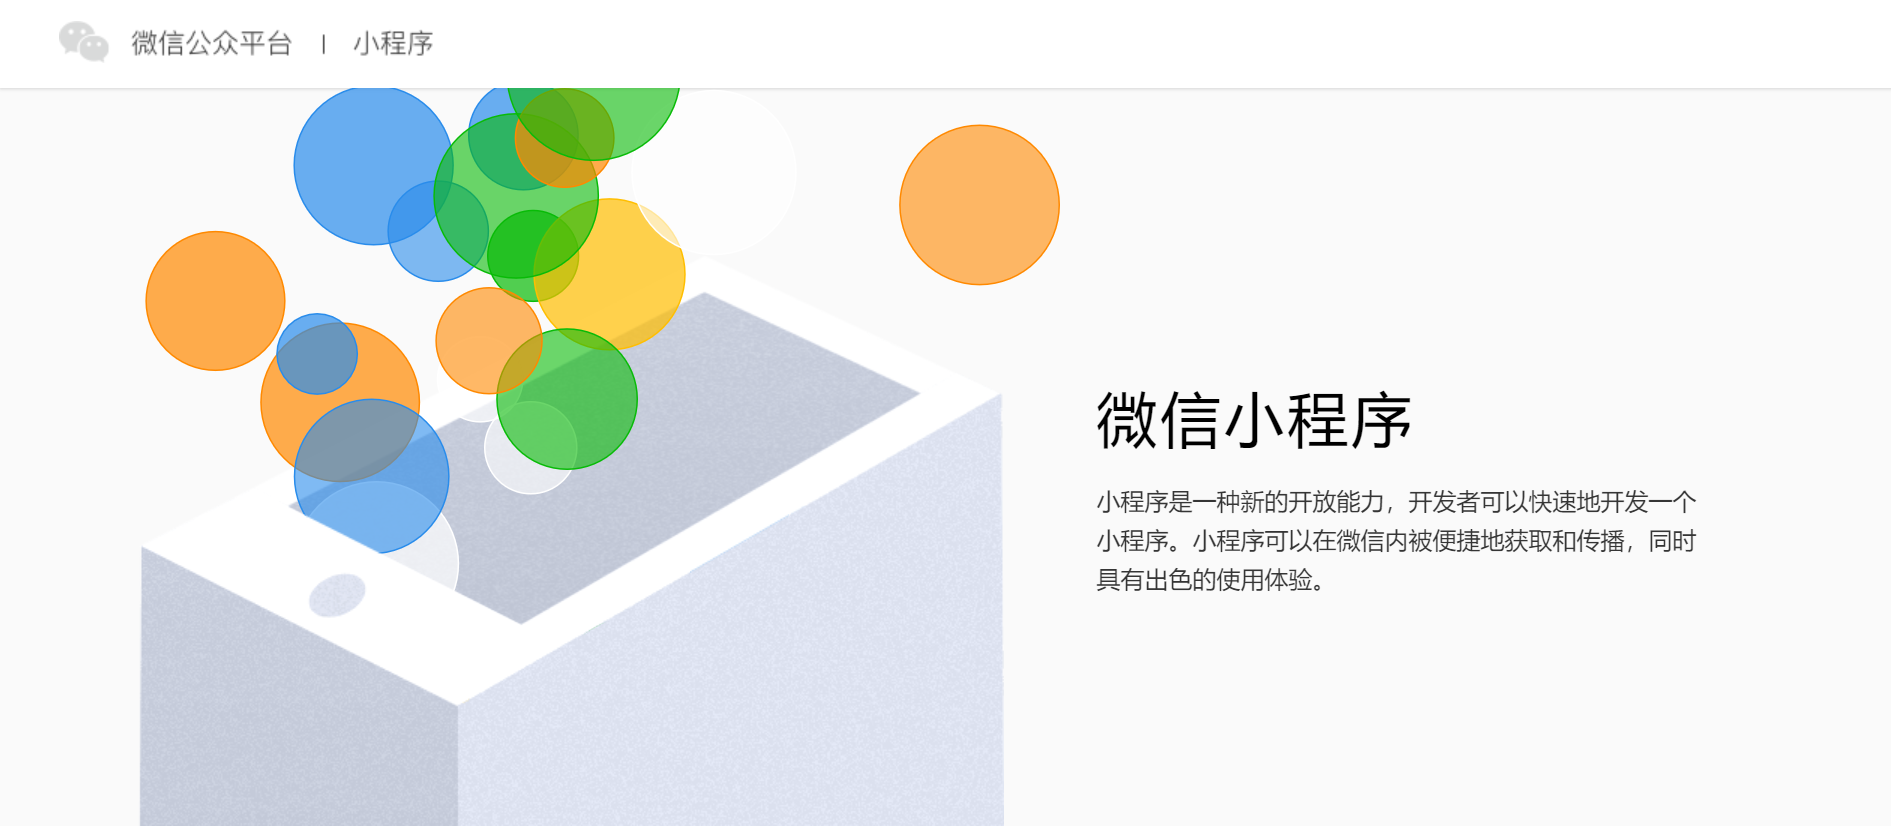 微信公众平台 | 小程序
微信小程序
小程序是一种新的开放能力，开发者可以快速地开发一个
小程序。小程序可以在微信内被便捷地获取和传播，同时
具有出色的使用体验。